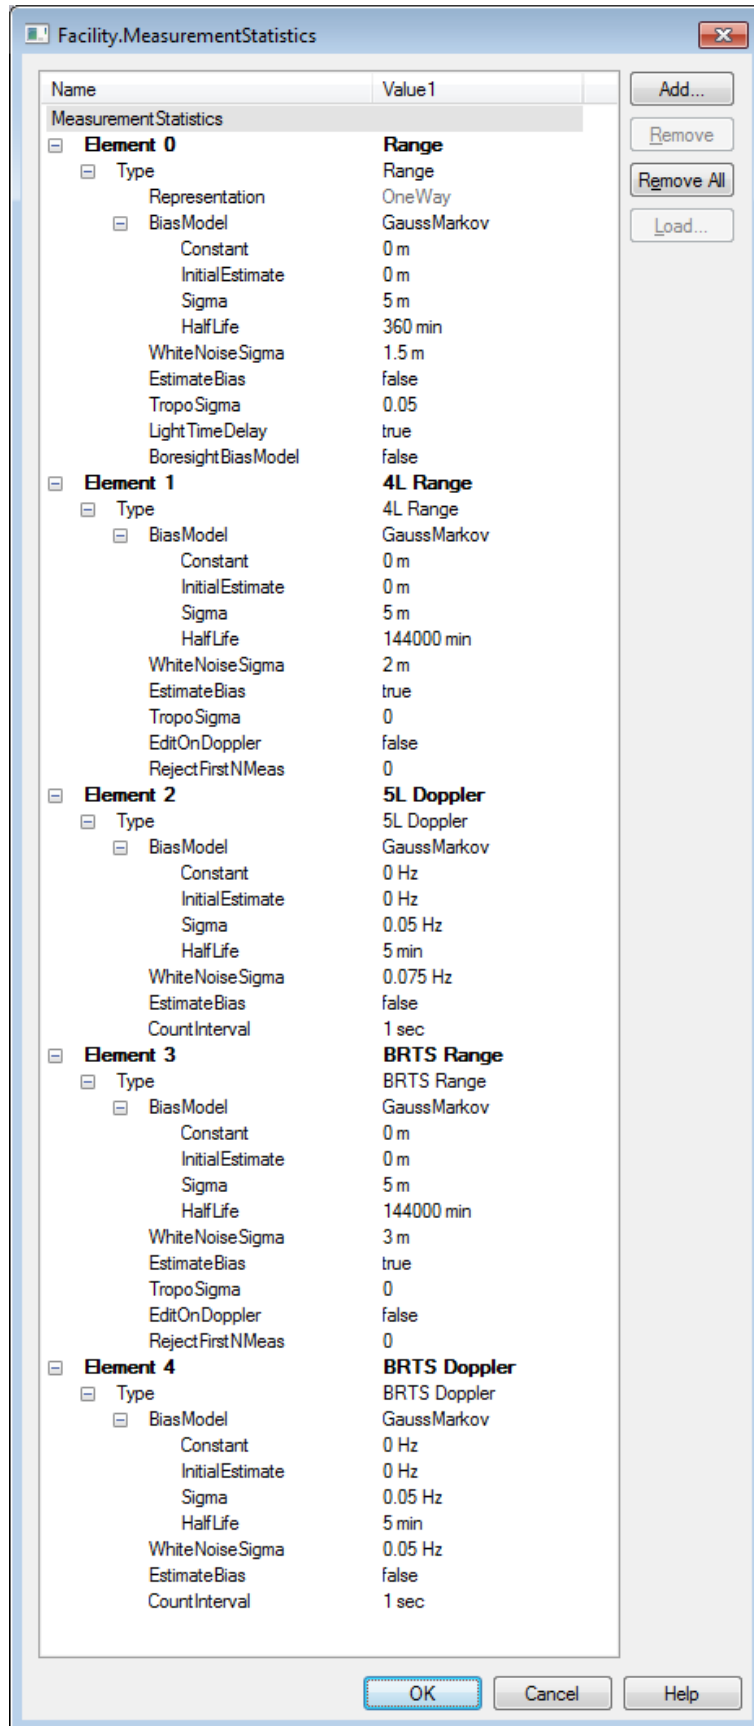 Facility.MeasurementStatistics
Name Value1
Add...
MeasurementStatistics
Remove
Element 0 Range
Type Range
Remove All
Representation OneWay
BiasModel GaussMarkov
Load...
Constant 0 m
InitialEstimate 0 m
Sigma 5 m
HalfLife 360 min
WhiteNoiseSigma 1.5 m
EstimateBias false
TropoSigma 0.05
LightTimeDelay true
BoresightBiasModel false
Element 1 4L Range
Type 4L Range
BiasModel GaussMarkov
Constant 0 m
InitialEstimate 0 m
Sigma 5 m
HalfLife 144000 min
WhiteNoiseSigma 2 m
EstimateBias true
TropoSigma 0
EditOnDoppler false
RejectFirstNMeas 0
Element 2 5L Doppler
Type 5L Doppler
BiasModel GaussMarkov
Constant 0 Hz
InitialEstimate 0 Hz
Sigma 0.05 Hz
HalfLife 5 min
WhiteNoiseSigma 0.075 Hz
EstimateBias false
CountInterval 1 sec
Element 3 BRTS Range
Type BRTS Range
BiasModel GaussMarkov
Constant 0 m
InitialEstimate 0 m
Sigma 5 m
HalfLife 144000 min
WhiteNoiseSigma 3 m
EstimateBias true
TropoSigma 0
EditOnDoppler false
RejectFirstNMeas 0
Element 4 BRTS Doppler
Type BRTS Doppler
BiasModel GaussMarkov
Constant 0 Hz
InitialEstimate 0 Hz
Sigma 0.05 Hz
HalfLife 5 min
WhiteNoiseSigma 0.05 Hz
EstimateBias false
CountInterval 1 sec
OK Cancel Help